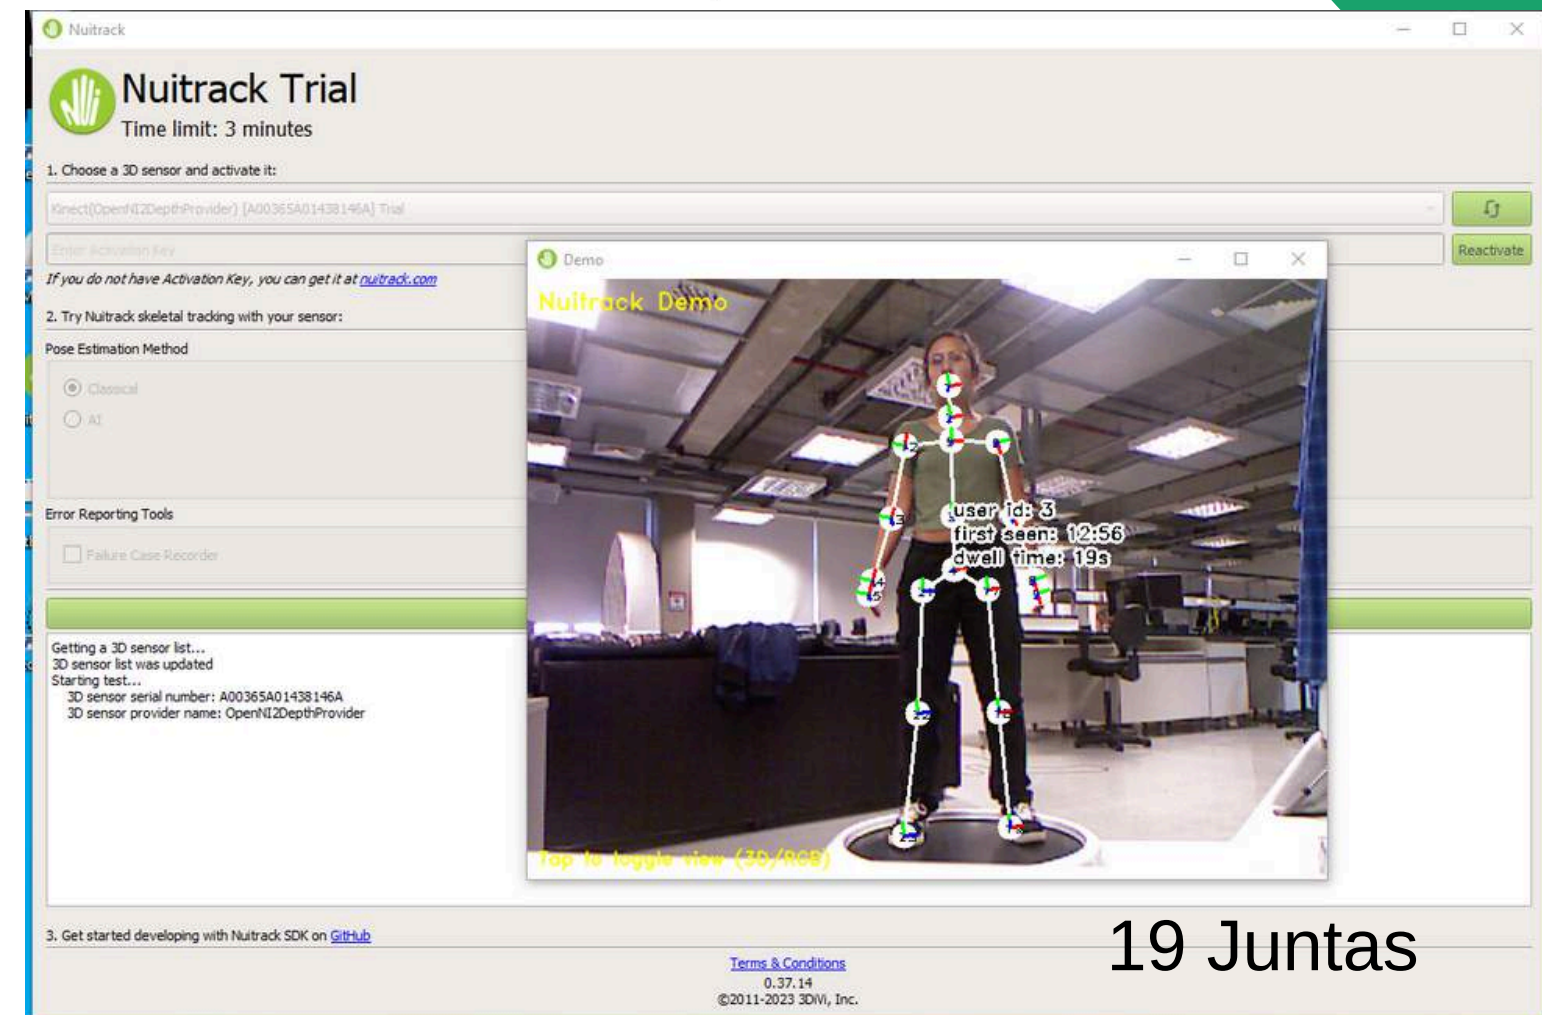 Nuitrack
Nuitrack Trial
Time limit: 3 minutes
1. Choose a 3D sensor and activate it:
Kinect(OpenNI2DepthProvider) [A00365A01438146A] Trial
Enter Activation Key
Reactivate
If you do not have Activation Key, you can get it at nuitrack.com
2. Try Nuitrack skeletal tracking with your sensor:
Pose Estimation Method
Classical
AI
Error Reporting Tools
Failure Case Recorder
Getting a 3D sensor list...
3D sensor list was updated
Starting test...
3D sensor serial number: A00365A01438146A
3D sensor provider name: OpenNI2DepthProvider
Demo
Nuitrack Demo
user id: 3
first seen: 12:56
dwell time: 19s
Tap to toggle view (3D/RGB)
3. Get started developing with Nuitrack SDK on GitHub
19 Juntas
Terms & Conditions
0.37.14
©2011-2023 3DiVi, Inc.